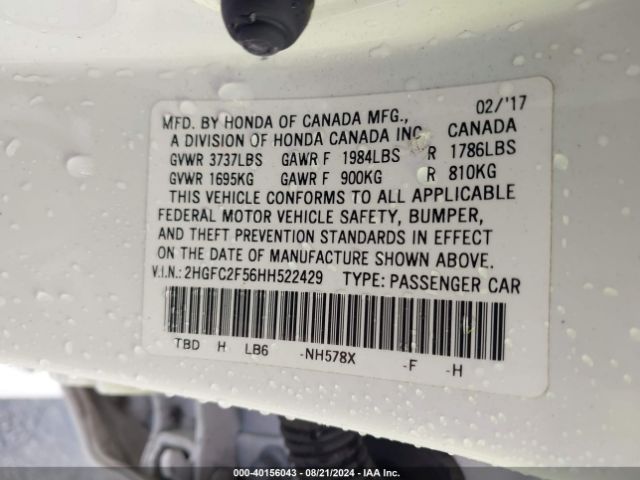 02/'17
MFD. BY HONDA OF CANADA MFG.,
A DIVISION OF HONDA CANADA INC. CANADA
GVWR 3737LBS GAWR F 1984LBS R 1786LBS
GVWR 1695KG GAWR F 900KG R 810KG
THIS VEHICLE CONFORMS TO ALL APPLICABLE
FEDERAL MOTOR VEHICLE SAFETY, BUMPER,
AND THEFT PREVENTION STANDARDS IN EFFECT
ON THE DATE OF MANUFACTURE SHOWN ABOVE.
V.I.N.: 2HGFC2F56HH522429 TYPE: PASSENGER CAR
TBD H LB6 -NH578X -F -H
000-40156043 / 08/21/2024 / IAA Inc.